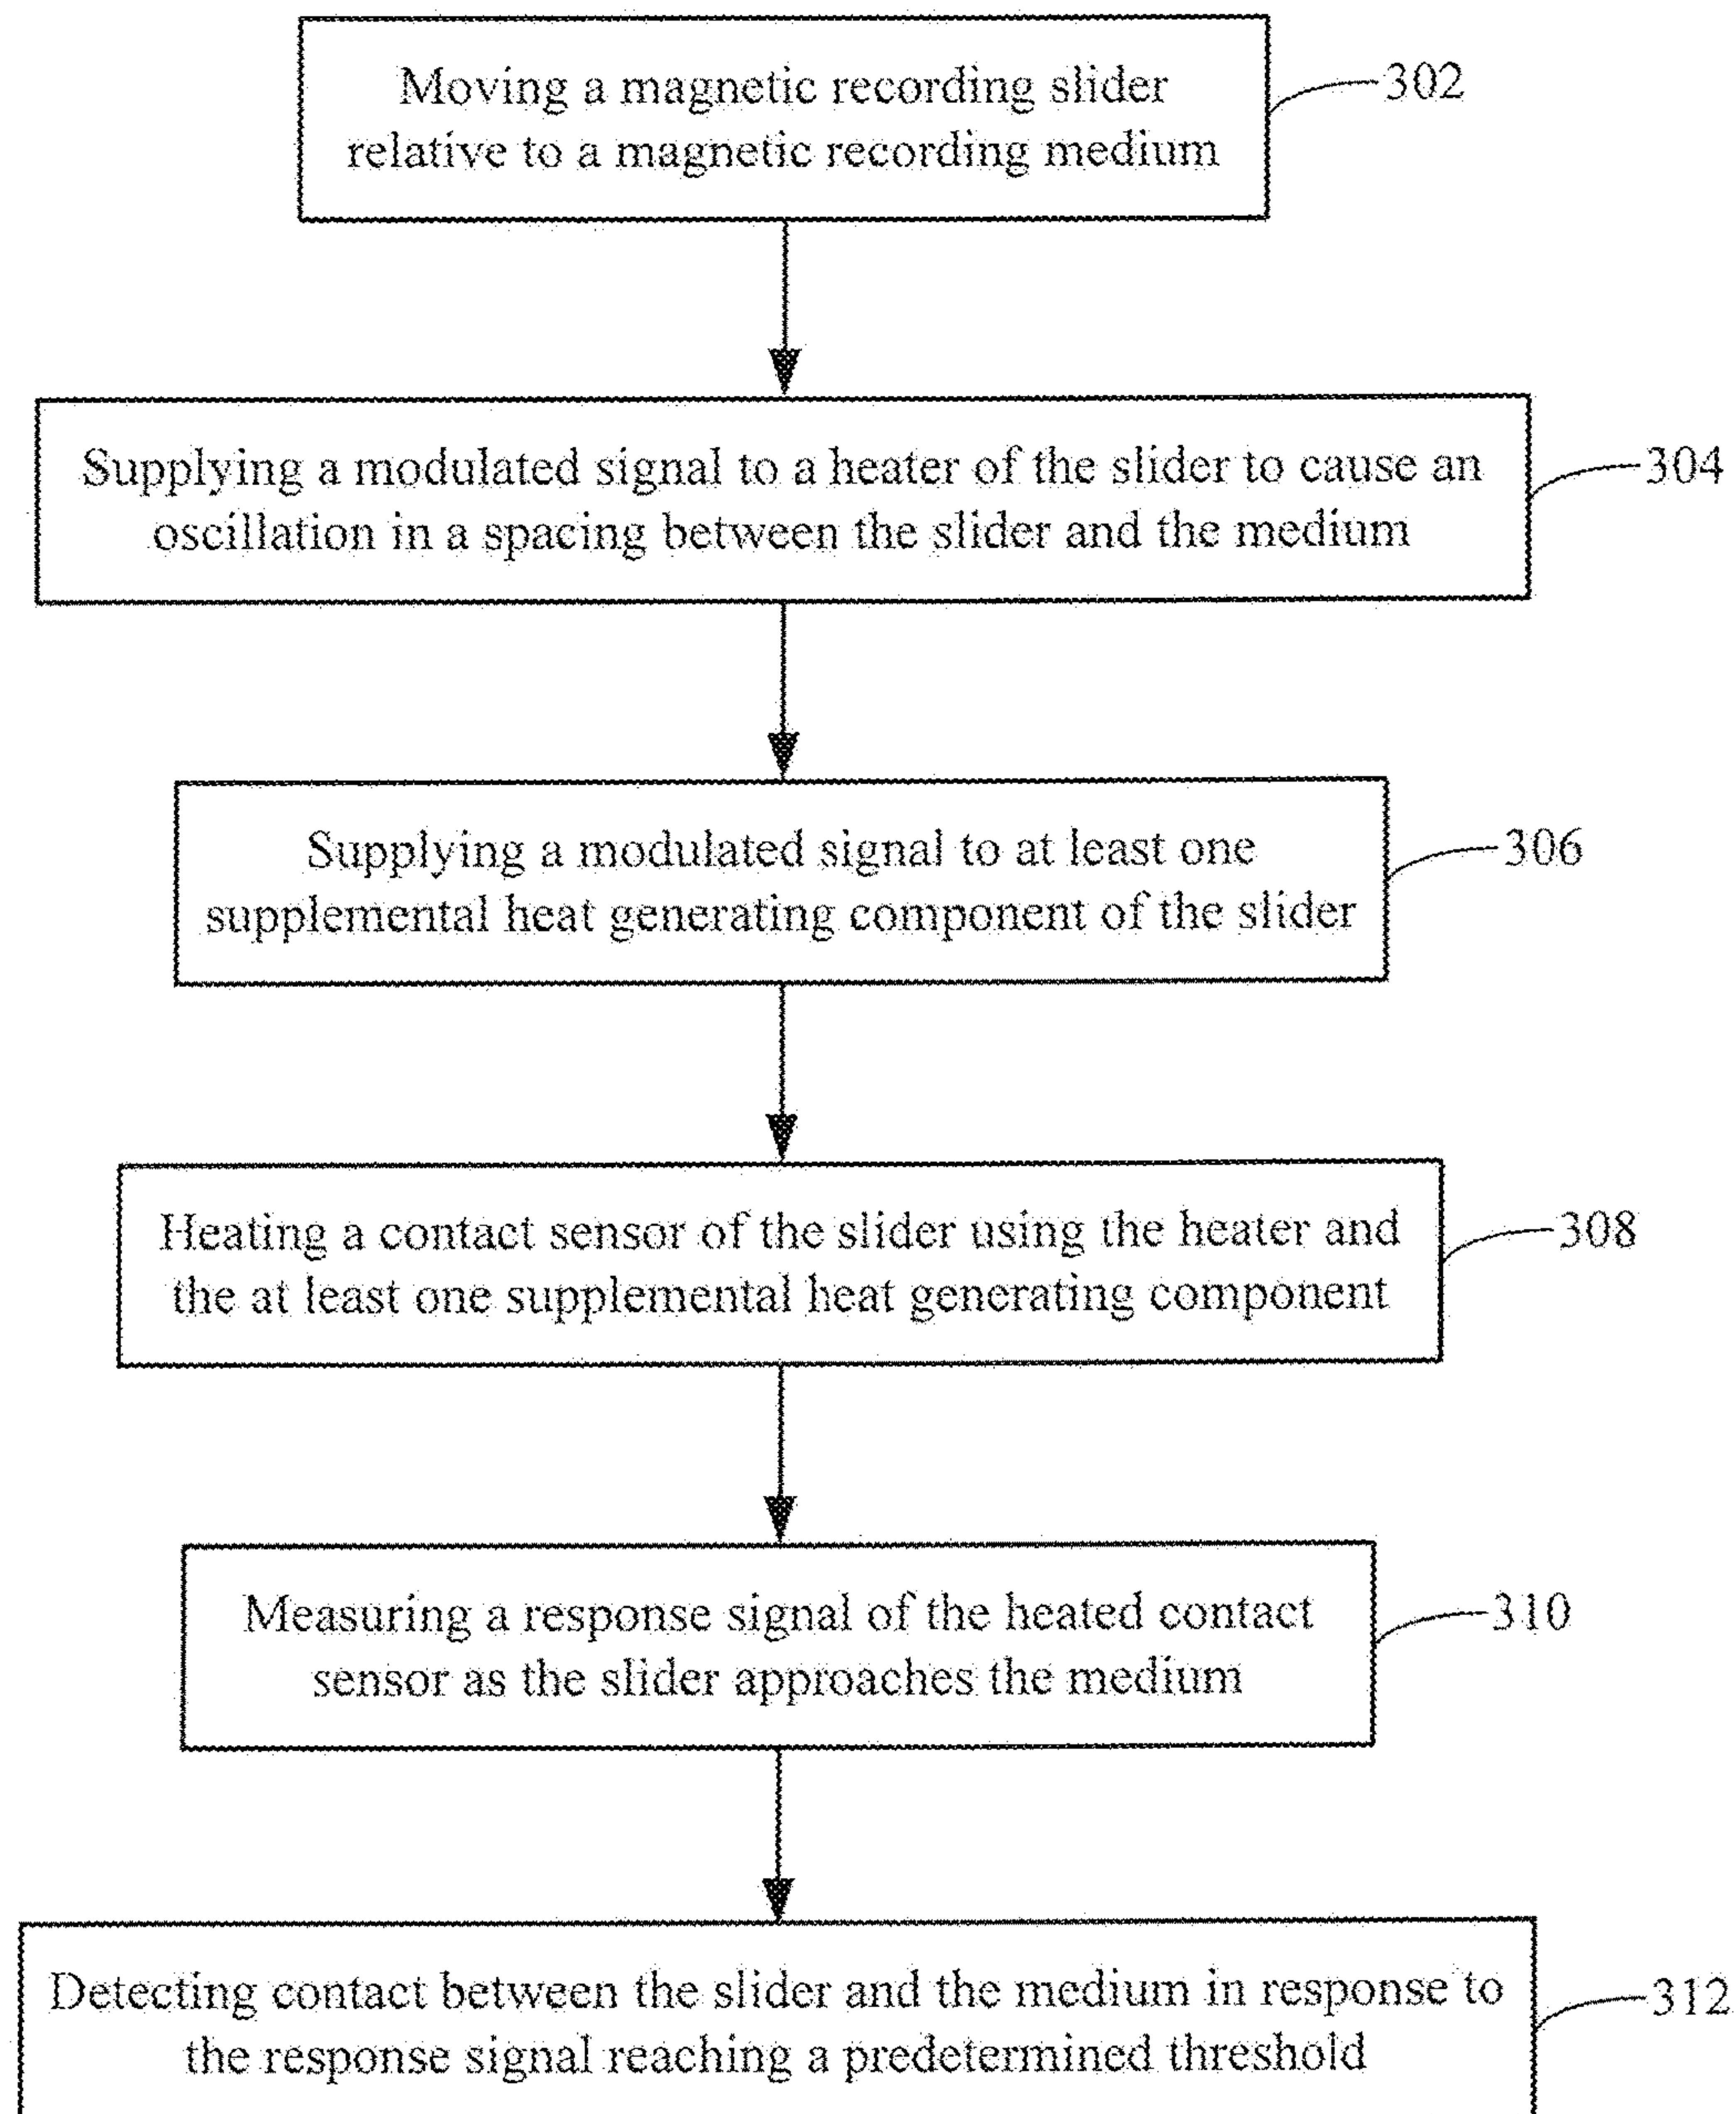 Moving a magnetic recording slider
relative to a magnetic recording medium
302
Supplying a modulated signal to a heater of the slider to cause an
oscillation in a spacing between the slider and the medium
304
Supplying a modulated signal to at least one
supplemental heat generating component of the slider
306
Heating a contact sensor of the slider using the heater and
the at least one supplemental heat generating component
308
Measuring a response signal of the heated contact
sensor as the slider approaches the medium
310
Detecting contact between the slider and the medium in response to
the response signal reaching a predetermined threshold
312